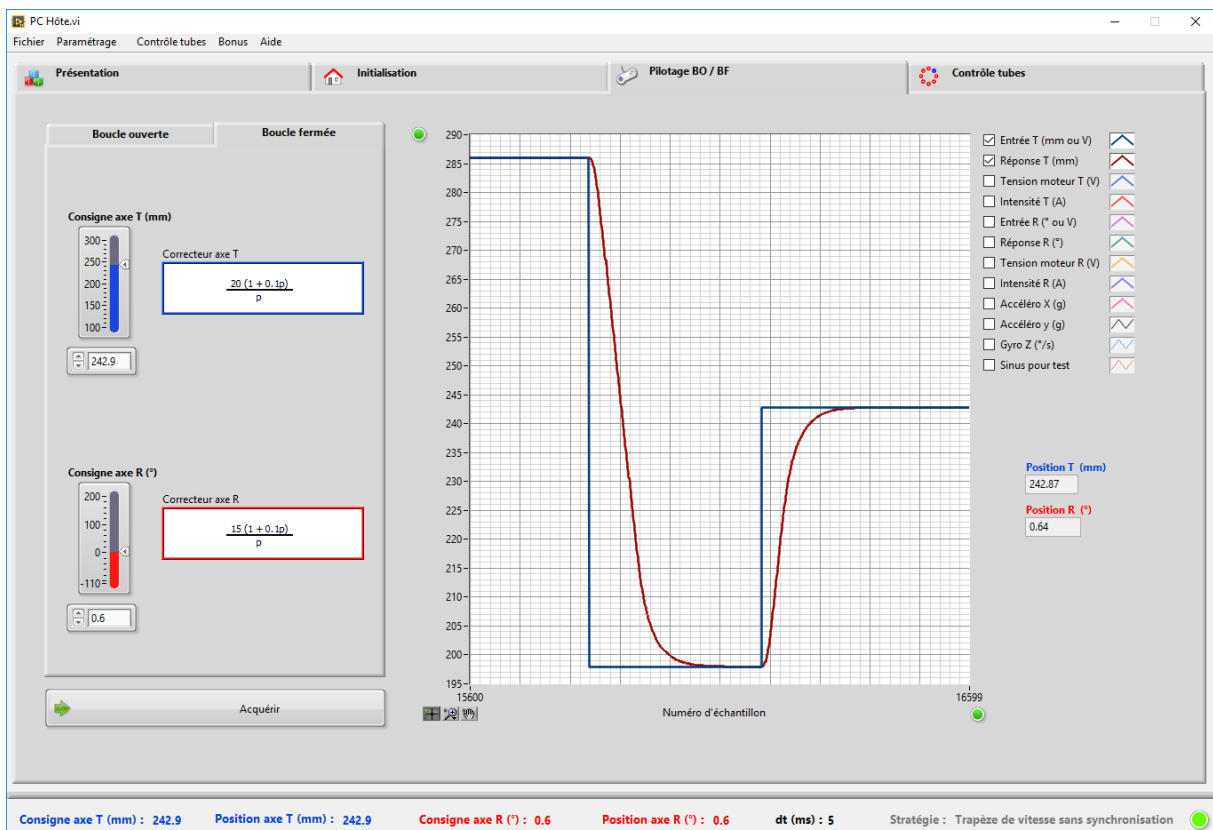 PC Hôte.vi
Fichier Paramétrage Contrôle tubes Bonus Aide
Présentation
Initialisation
Pilotage BO / BF
Contrôle tubes
Boucle ouverte
Boucle fermée
Consigne axe T (mm)
300
250
200
150
100
242.9
Correcteur axe T
20 (1 + 0.1p)
p
Consigne axe R (°)
200
100
0
-110
0.6
Correcteur axe R
15 (1 + 0.1p)
p
Acquérir
290
285
280
275
270
265
260
255
250
245
240
235
230
225
220
215
210
205
200
195
15600
16599
Numéro d'échantillon
Entrée T (mm ou V)
Réponse T (mm)
Tension moteur T (V)
Intensité T (A)
Entrée R (° ou V)
Réponse R (°)
Tension moteur R (V)
Intensité R (A)
Accéléro X (g)
Accéléro y (g)
Gyro Z (°/s)
Sinus pour test
Position T (mm)
242.87
Position R (°)
0.64
Consigne axe T (mm) : 242.9
Position axe T (mm) : 242.9
Consigne axe R (°) : 0.6
Position axe R (°) : 0.6
dt (ms) : 5
Stratégie : Trapèze de vitesse sans synchronisation